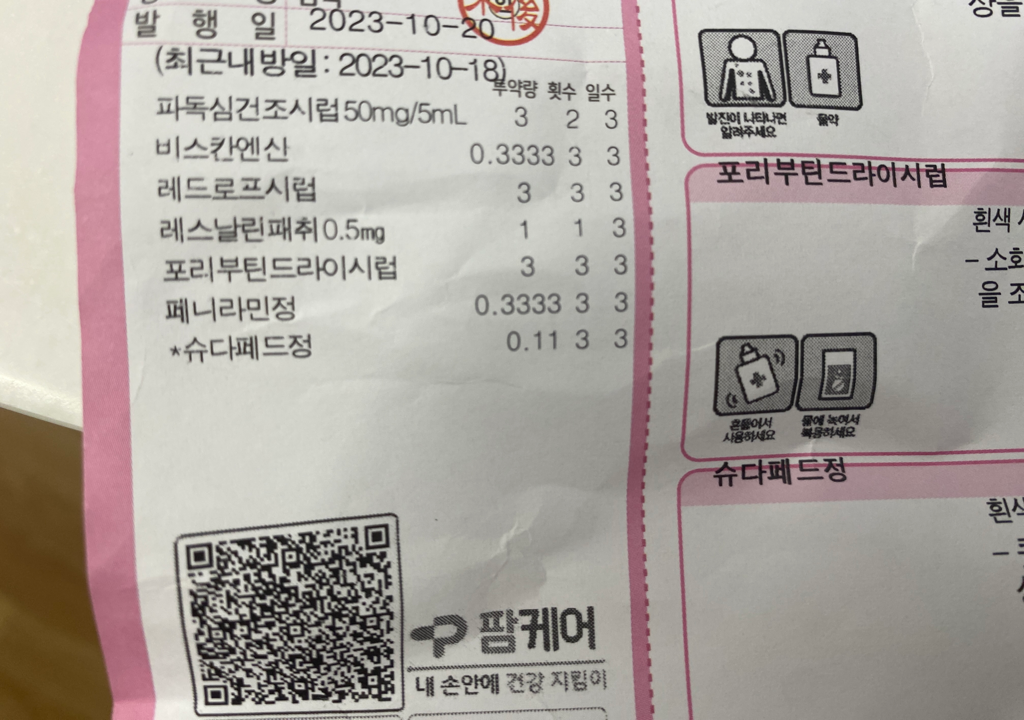 발 행 일 2023-10-20
(최근내방일: 2023-10-18)
투약량 횟수 일수
파독심건조시럽50mg/5mL 3 2 3
비스칸엔산 0.3333 3 3
레드로프시럽 3 3 3
레스날린패취0.5mg 1 1 3
포리부틴드라이시럽 3 3 3
페니라민정 0.3333 3 3
*슈다페드정 0.11 3 3
팜케어
내 손안에 건강 지킴이
발진이 나타나면
알려주세요
물약
포리부틴드라이시럽
흰색
- 소화
을 조
흔들어서
사용하세요
물에 녹여서
복용하세요
슈다페드정
흰색